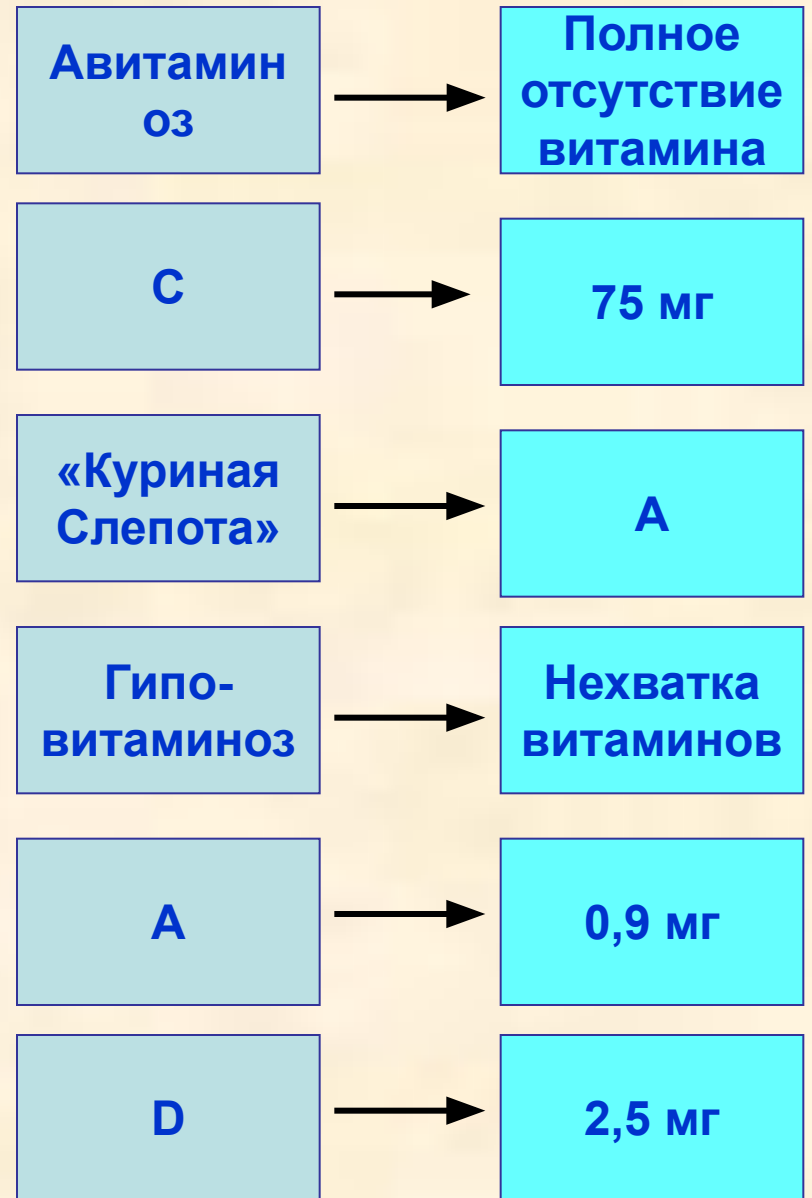 Авитамин
оз
Полное
отсутствие
витамина
С
75 мг
«Куриная
Слепота»
А
Гипо-
витаминоз
Нехватка
витаминов
А
0,9 мг
D
2,5 мг